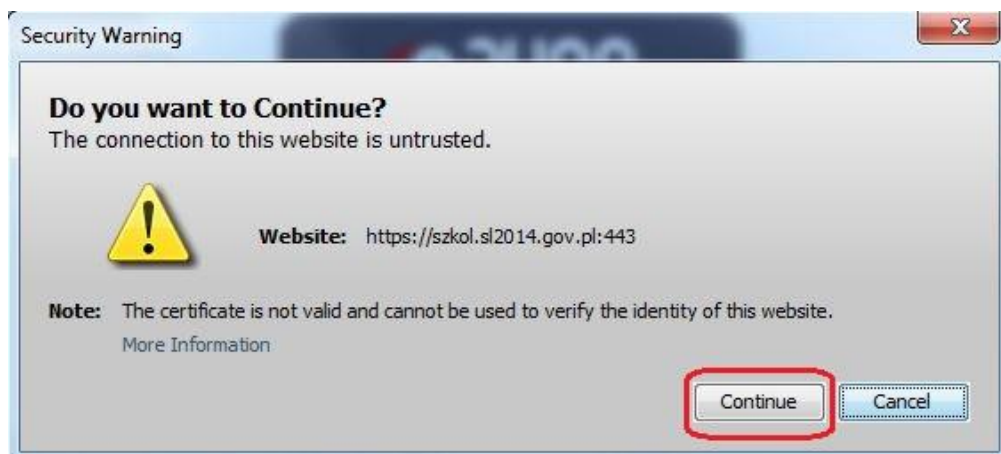 Security Warning
Do you want to Continue?
The connection to this website is untrusted.
Website: https://szkol.sl2014.gov.pl:443
Note: The certificate is not valid and cannot be used to verify the identity of this website.
More Information
Continue Cancel